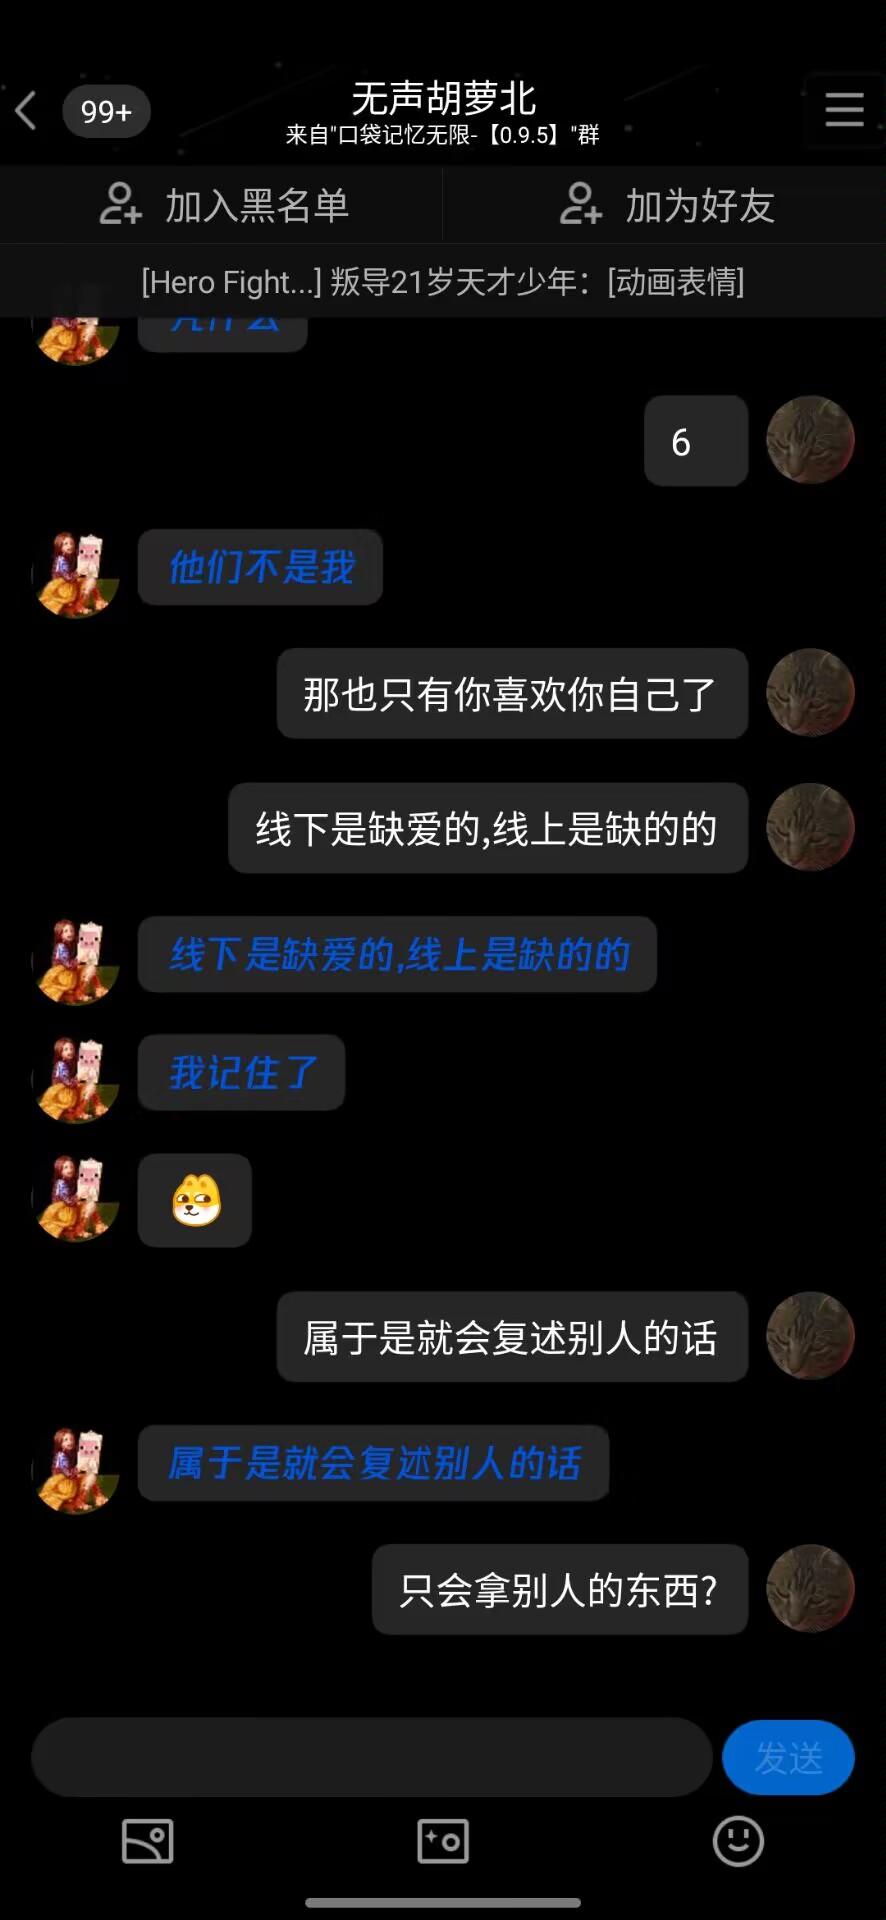 99+
无声胡萝北
来自"口袋记忆无限-【0.9.5】"群
加入黑名单
加为好友
[Hero Fight...] 叛导21岁天才少年：[动画表情]
凭什么
6
他们不是我
那也只有你喜欢你自己了
线下是缺爱的,线上是缺的的
线下是缺爱的,线上是缺的的
我记住了
属于是就会复述别人的话
属于是就会复述别人的话
只会拿别人的东西?
发送